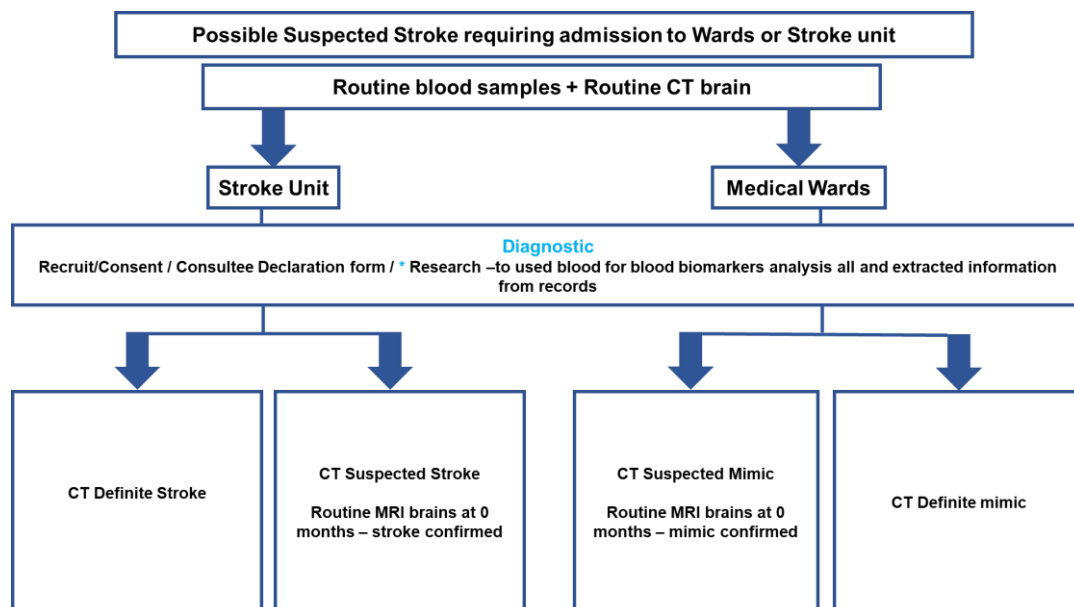 Possible Suspected Stroke requiring admission to Wards or Stroke unit
Routine blood samples + Routine CT brain
Stroke Unit
Medical Wards
Diagnostic
Recruit/Consent / Consultee Declaration form / * Research –to used blood for blood biomarkers analysis all and extracted information
from records
CT Definite Stroke
CT Suspected Stroke
Routine MRI brains at 0
months – stroke confirmed
CT Suspected Mimic
Routine MRI brains at 0
months – mimic confirmed
CT Definite mimic